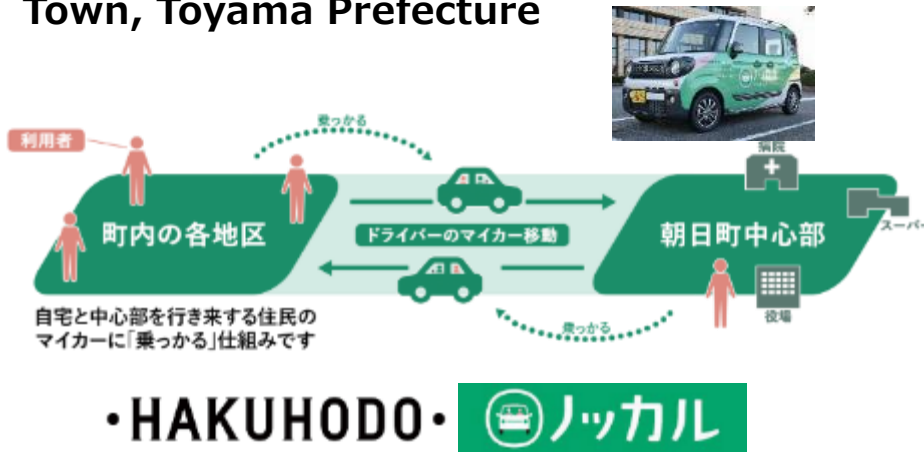 Town, Toyama Prefecture
ノッカル
利用者
乗っかる
病院
スーパー
町内の各地区
ドライバーのマイカー移動
朝日町中心部
役場
乗っかる
自宅と中心部を行き来する住民の
マイカーに「乗っかる」仕組みです
・HAKUHODO・
ノッカル